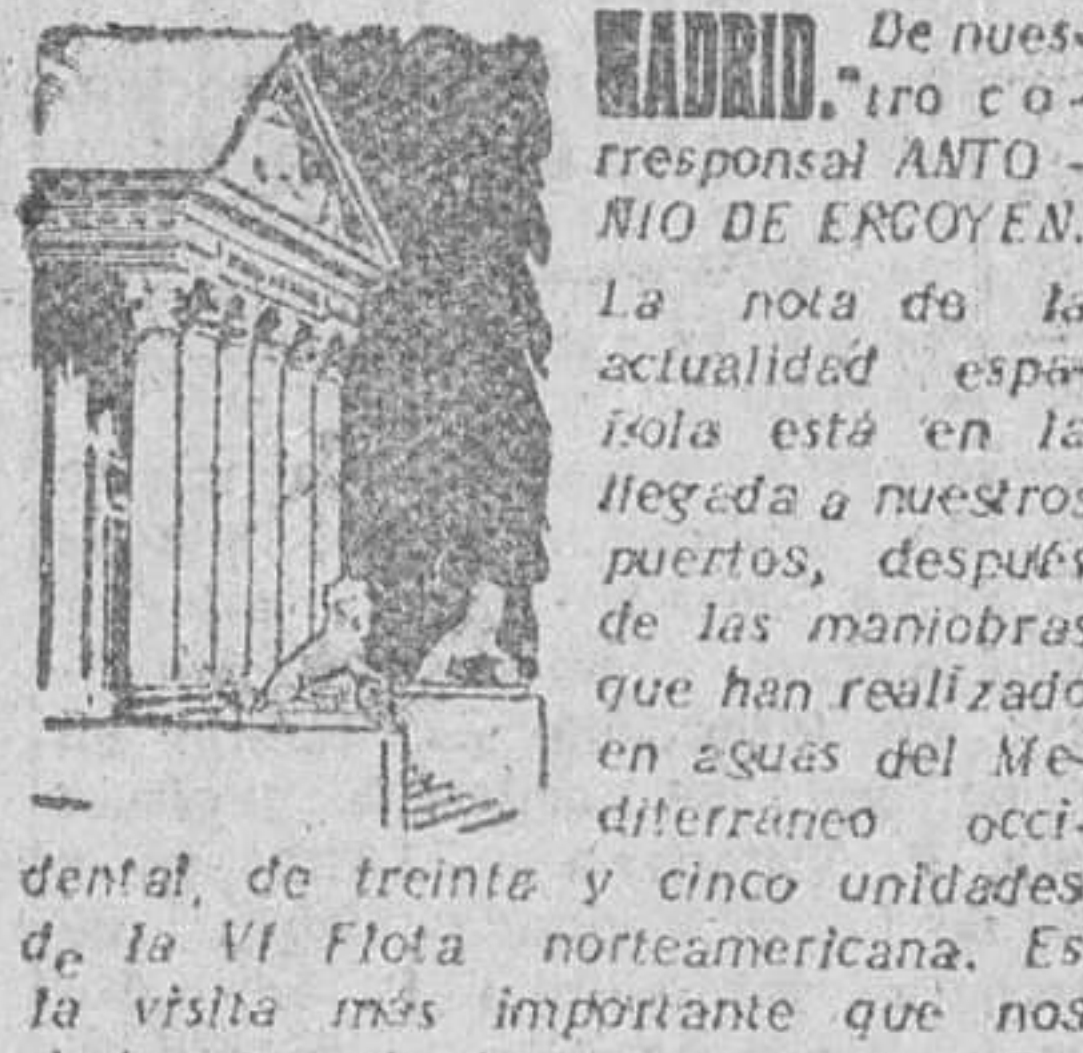 MADRID.- De nues-
tro co-
rresponsal ANTO -
NIO DE ERGOYEN.
La nota de la
actualidad espa-
ñola está en la
llegada a nuestros
puertos, después
de las maniobras
que han realizado
en aguas del Me-
diterráneo occi-
dental, de treinta y cinco unidades
de la VI Flota norteamericana. Es
la visita más importante que nos